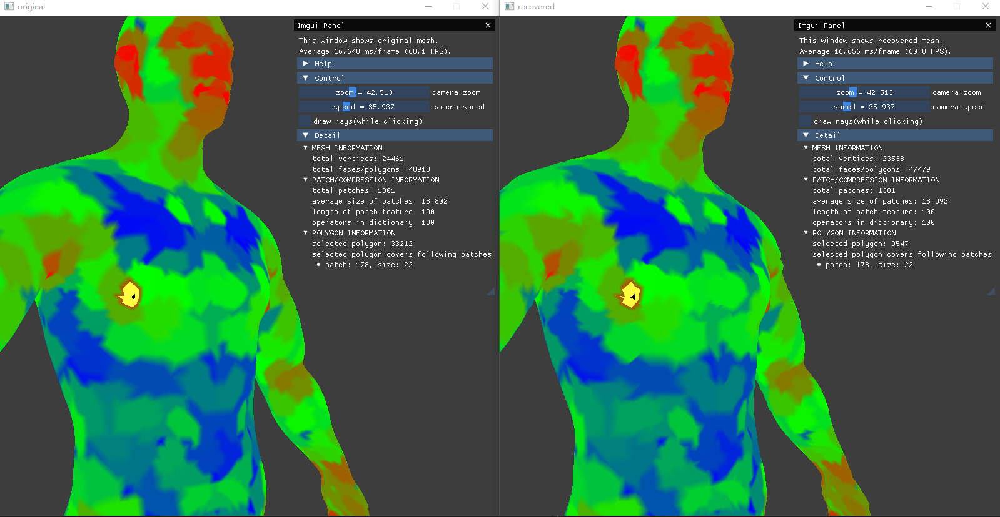 original
Imgui Panel
This window shows original mesh.
Average 16.648 ms/frame (60.1 FPS).
Help
Control
zoom = 42.513 camera zoom
speed = 35.937 camera speed
draw rays(while clicking)
Detail
MESH INFORMATION
total vertices: 24461
total faces/polygons: 48918
PATCH/COMPRESSION INFORMATION
total patches: 1301
average size of patches: 18.802
length of patch feature: 100
operators in dictionary: 100
POLYGON INFORMATION
selected polygon: 33212
selected polygon covers following patches
patch: 178, size: 22
recovered
Imgui Panel
This window shows recovered mesh.
Average 16.656 ms/frame (60.0 FPS).
Help
Control
zoom = 42.513 camera zoom
speed = 35.937 camera speed
draw rays(while clicking)
Detail
MESH INFORMATION
total vertices: 23538
total faces/polygons: 47479
PATCH/COMPRESSION INFORMATION
total patches: 1301
average size of patches: 18.092
length of patch feature: 100
operators in dictionary: 100
POLYGON INFORMATION
selected polygon: 9547
selected polygon covers following patches
patch: 178, size: 22